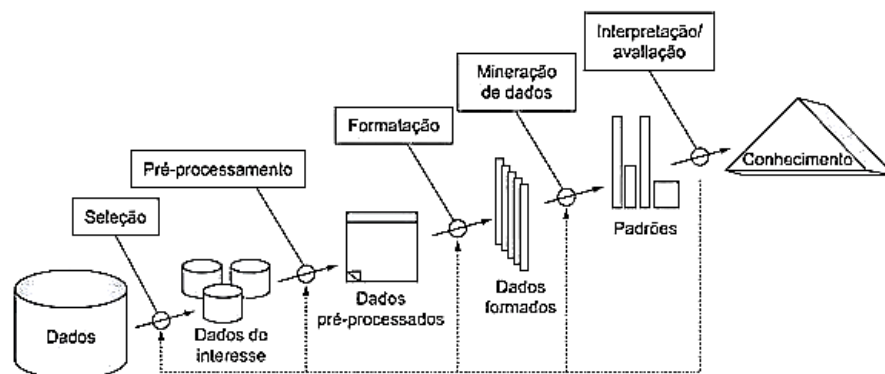 Interpretação/
avaliação
Mineração
de dados
Formatação
Pré-processamento
Seleção
Conhecimento
Padrões
Dados
formados
Dados
pré-processados
Dados de
interesse
Dados